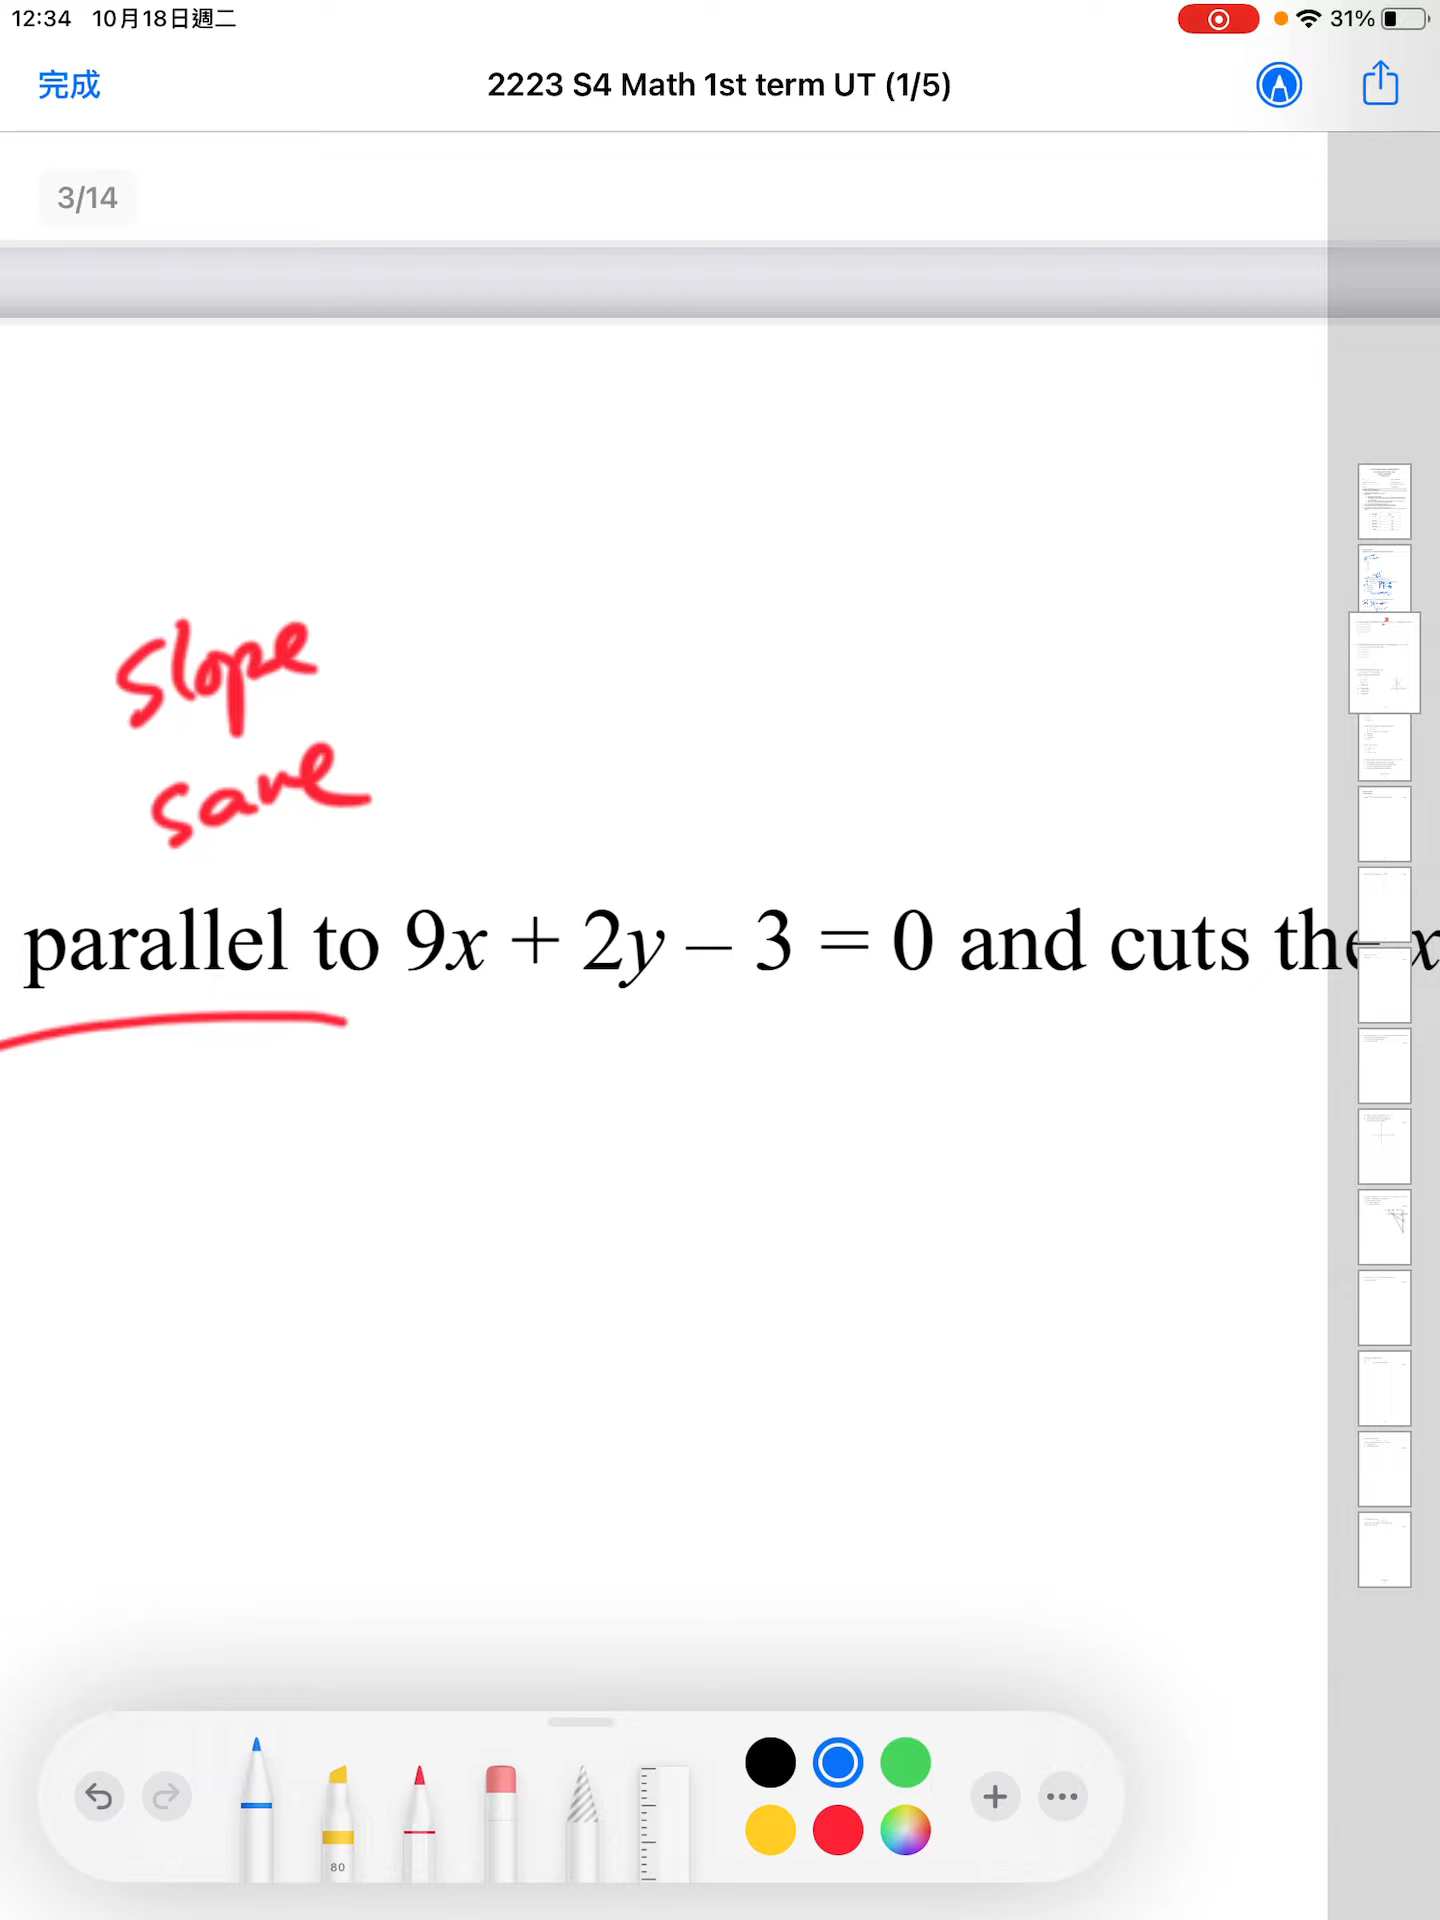 12:34 10月18日週二 31%
完成 2223 S4 Math 1st term UT (1/5)
3/14
slope
same
parallel to 9x + 2y – 3 = 0 and cuts the x
80